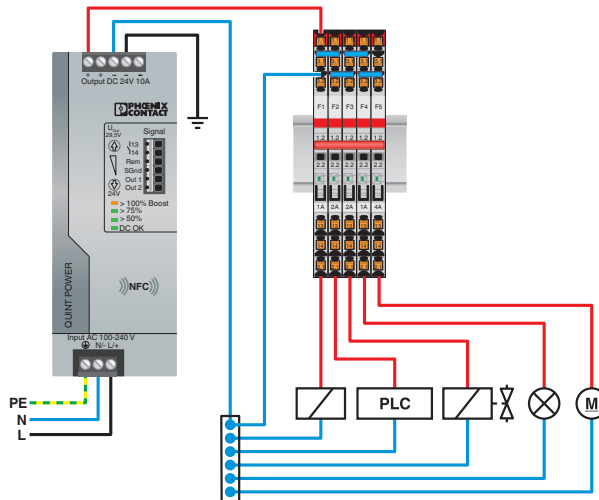 + + − − −
Output DC 24V 10A
PHŒNIX
CONTACT
UOut
29,5V
Signal
13
14
Rem
SGnd
Out 1
Out 2
24V
> 100% Boost
> 75%
> 50%
DC OK
NFC
QUINT POWER
Input AC 100-240 V
N/- L/+
PE
N
L
F1 F2 F3 F4 F5
1.2 1.2 1.2 1.2 1.2
2.2 2.2 2.2 2.2 2.2
1A 2A 2A 1A 4A
PLC
M